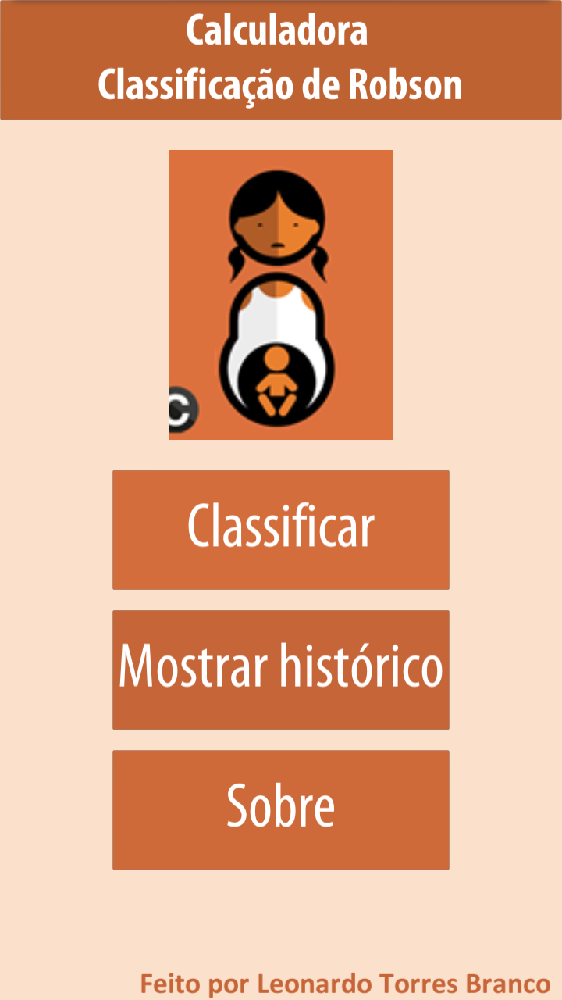 Calculadora
Classificação de Robson
C
Classificar
Mostrar histórico
Sobre
Feito por Leonardo Torres Branco